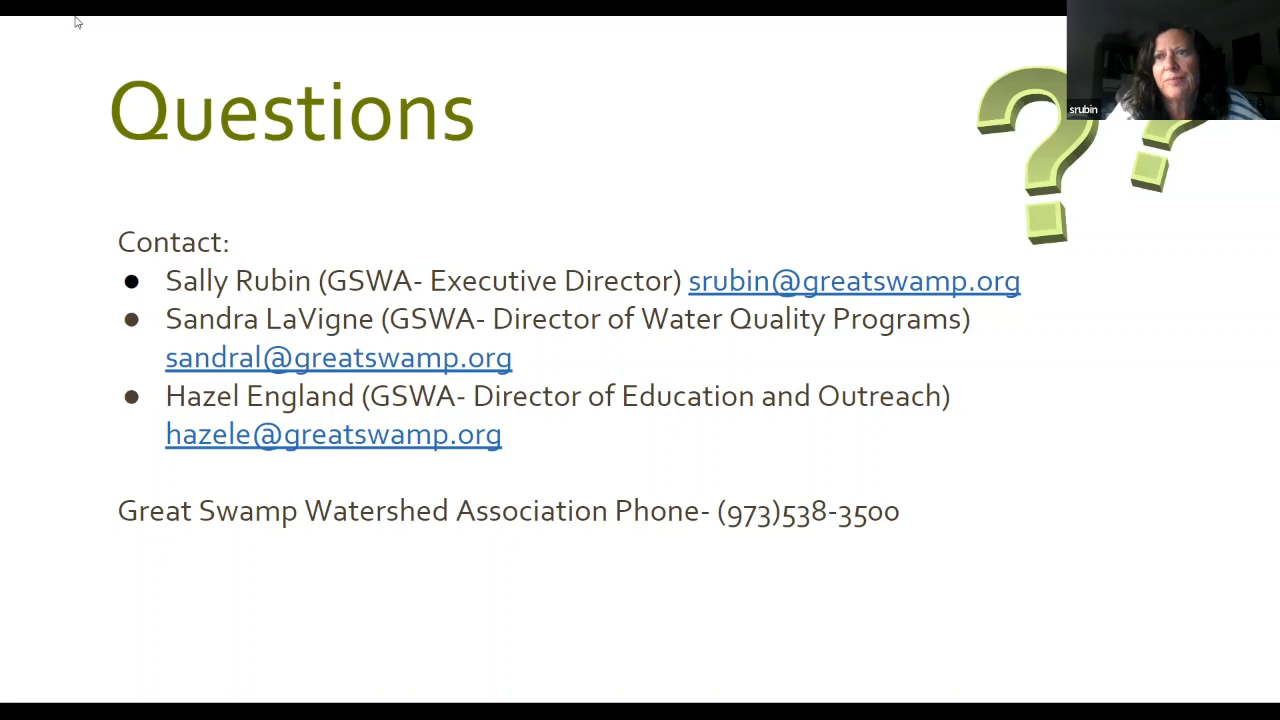 Questions
srubin
Contact:
● Sally Rubin (GSWA- Executive Director) srubin@greatswamp.org
● Sandra LaVigne (GSWA- Director of Water Quality Programs)
sandral@greatswamp.org
● Hazel England (GSWA- Director of Education and Outreach)
hazele@greatswamp.org
Great Swamp Watershed Association Phone- (973)538-3500